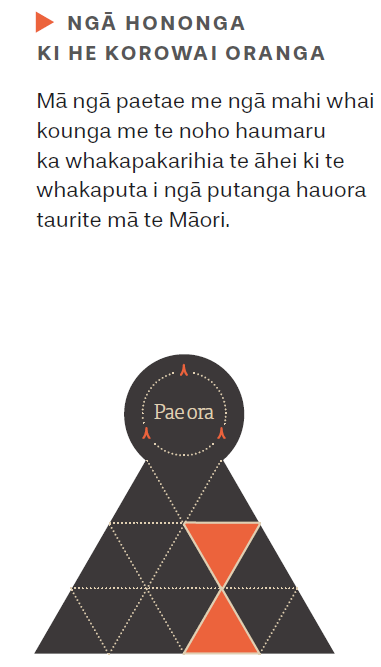 NGĀ HONONGA
KI HE KOROWAI ORANGA
Mā ngā paetae me ngā mahi whai
kounga me te noho haumaru
ka whakapakarihia te āhei ki te
whakaputa i ngā putanga hauora
taurite mā te Māori.
Pae ora